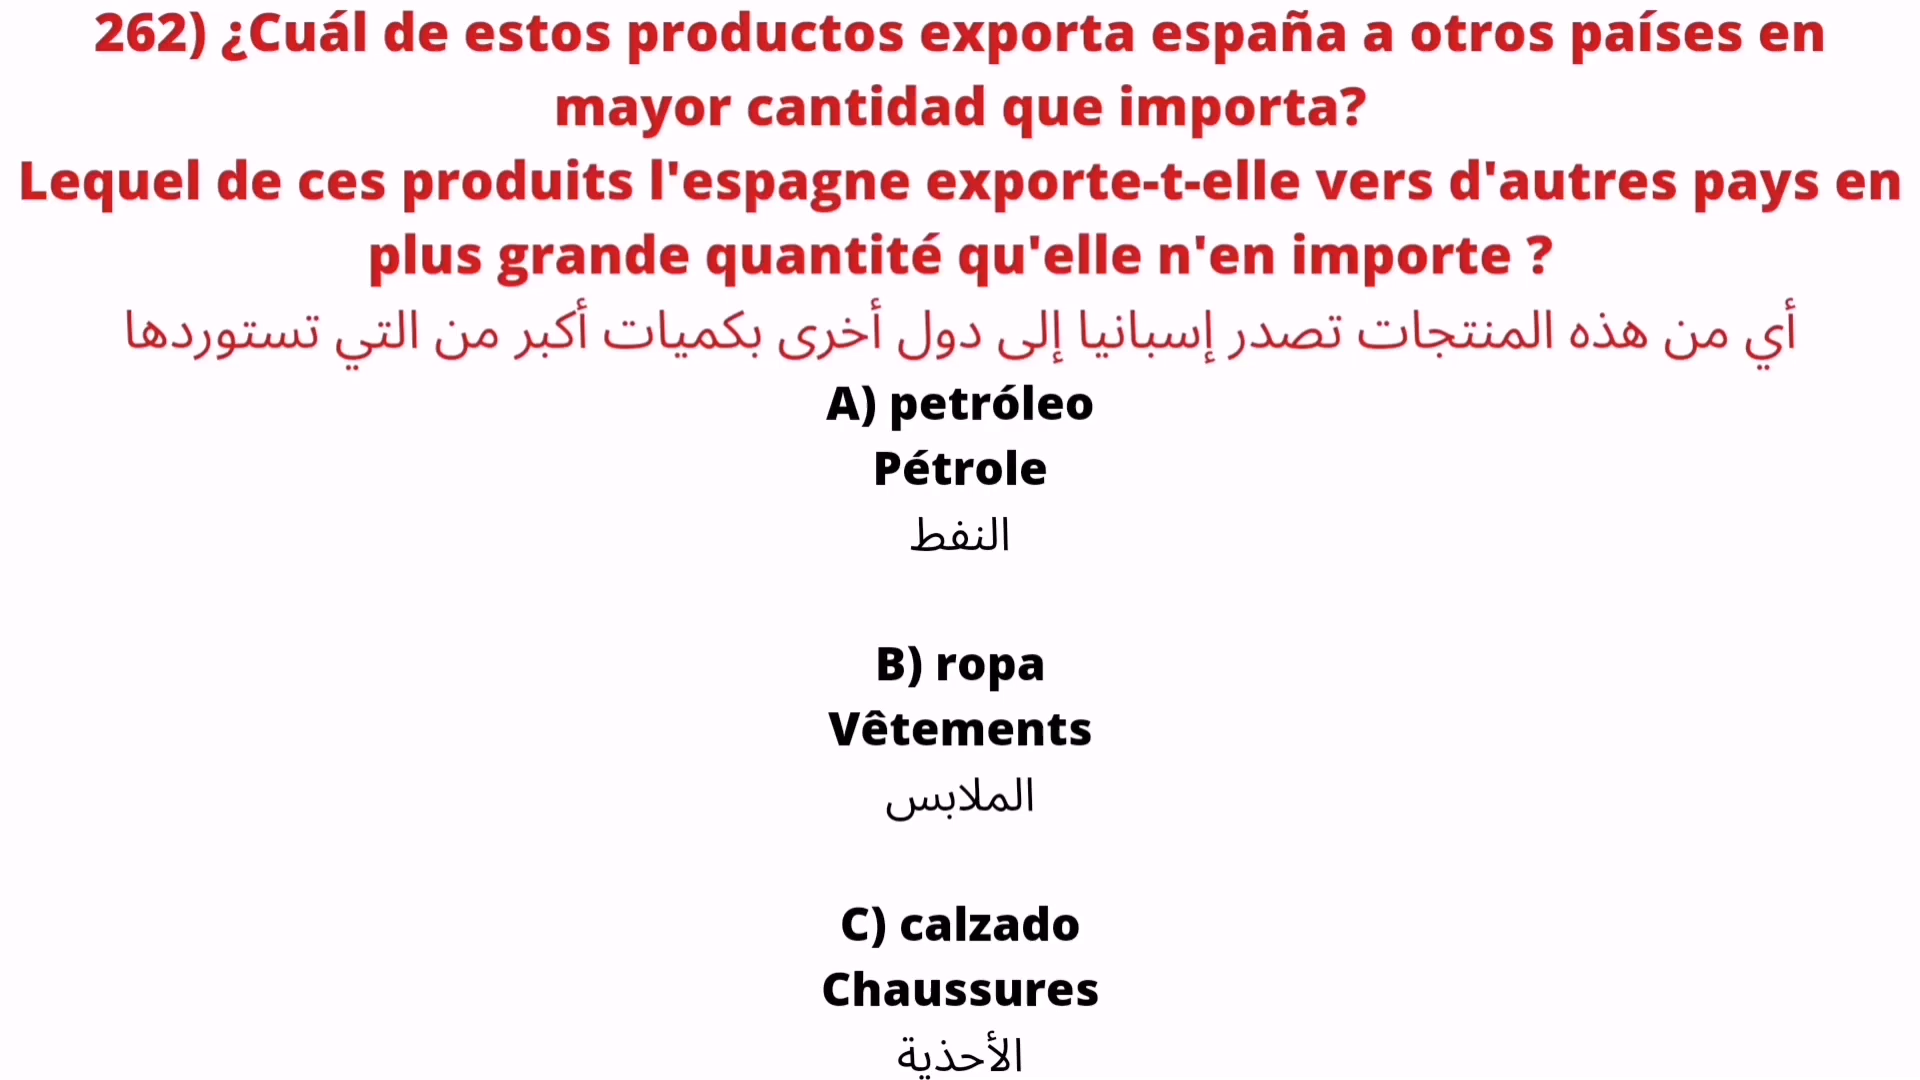 262) ¿Cuál de estos productos exporta españa a otros países en
mayor cantidad que importa?
Lequel de ces produits l'espagne exporte-t-elle vers d'autres pays en
plus grande quantité qu'elle n'en importe ?
أي من هذه المنتجات تصدر إسبانيا إلى دول أخرى بكميات أكبر من التي تستوردها
A) petróleo
Pétrole
النفط
B) ropa
Vêtements
الملابس
C) calzado
Chaussures
الأحذية